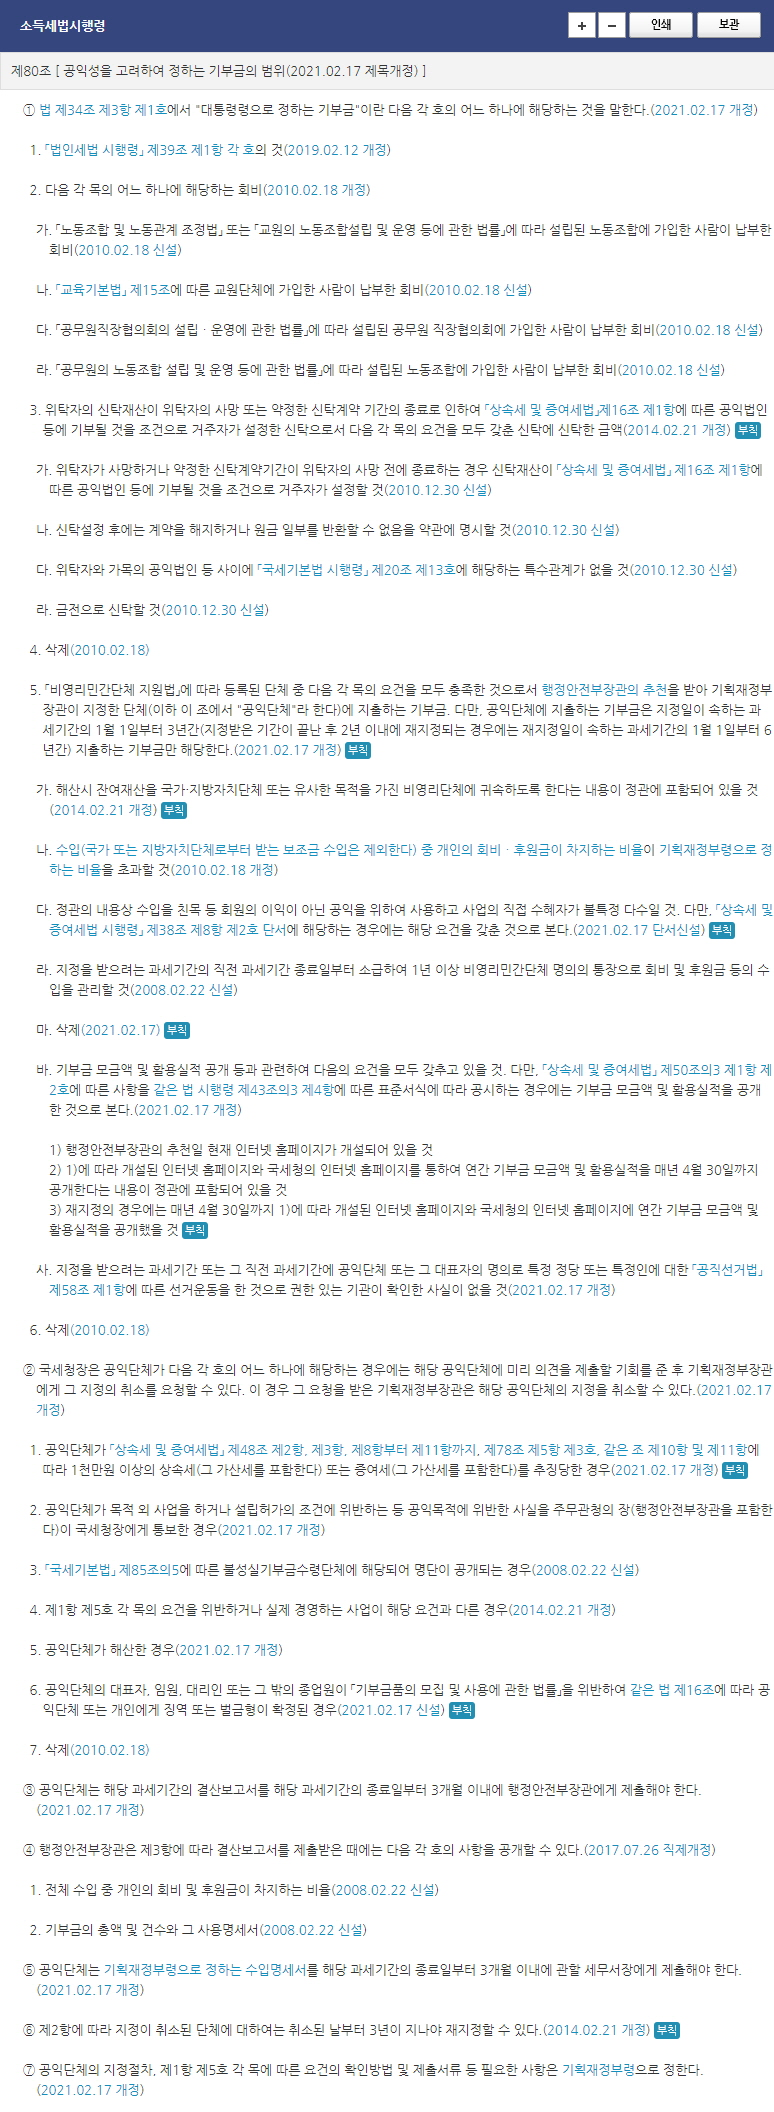 소득세법시행령
+ − 인쇄 보관
제80조 [ 공익성을 고려하여 정하는 기부금의 범위(2021.02.17 제목개정) ]
① 법 제34조 제3항 제1호에서 "대통령령으로 정하는 기부금"이란 다음 각 호의 어느 하나에 해당하는 것을 말한다.(2021.02.17 개정)
1. 「법인세법 시행령」 제39조 제1항 각 호의 것(2019.02.12 개정)
2. 다음 각 목의 어느 하나에 해당하는 회비(2010.02.18 개정)
가. 「노동조합 및 노동관계 조정법」 또는 「교원의 노동조합설립 및 운영 등에 관한 법률」에 따라 설립된 노동조합에 가입한 사람이 납부한
회비(2010.02.18 신설)
나. 「교육기본법」 제15조에 따른 교원단체에 가입한 사람이 납부한 회비(2010.02.18 신설)
다. 「공무원직장협의회의 설립ㆍ운영에 관한 법률」에 따라 설립된 공무원 직장협의회에 가입한 사람이 납부한 회비(2010.02.18 신설)
라. 「공무원의 노동조합 설립 및 운영 등에 관한 법률」에 따라 설립된 노동조합에 가입한 사람이 납부한 회비(2010.02.18 신설)
3. 위탁자의 신탁재산이 위탁자의 사망 또는 약정한 신탁계약 기간의 종료로 인하여 「상속세 및 증여세법」제16조 제1항에 따른 공익법인
등에 기부될 것을 조건으로 거주자가 설정한 신탁으로서 다음 각 목의 요건을 모두 갖춘 신탁에 신탁한 금액(2014.02.21 개정) 부칙
가. 위탁자가 사망하거나 약정한 신탁계약기간이 위탁자의 사망 전에 종료하는 경우 신탁재산이 「상속세 및 증여세법」 제16조 제1항에
따른 공익법인 등에 기부될 것을 조건으로 거주자가 설정할 것(2010.12.30 신설)
나. 신탁설정 후에는 계약을 해지하거나 원금 일부를 반환할 수 없음을 약관에 명시할 것(2010.12.30 신설)
다. 위탁자와 가목의 공익법인 등 사이에 「국세기본법 시행령」 제20조 제13호에 해당하는 특수관계가 없을 것(2010.12.30 신설)
라. 금전으로 신탁할 것(2010.12.30 신설)
4. 삭제(2010.02.18)
5. 「비영리민간단체 지원법」에 따라 등록된 단체 중 다음 각 목의 요건을 모두 충족한 것으로서 행정안전부장관의 추천을 받아 기획재정부
장관이 지정한 단체(이하 이 조에서 "공익단체"라 한다)에 지출하는 기부금. 다만, 공익단체에 지출하는 기부금은 지정일이 속하는 과
세기간의 1월 1일부터 3년간(지정받은 기간이 끝난 후 2년 이내에 재지정되는 경우에는 재지정일이 속하는 과세기간의 1월 1일부터 6
년간) 지출하는 기부금만 해당한다.(2021.02.17 개정) 부칙
가. 해산시 잔여재산을 국가·지방자치단체 또는 유사한 목적을 가진 비영리단체에 귀속하도록 한다는 내용이 정관에 포함되어 있을 것
(2014.02.21 개정) 부칙
나. 수입(국가 또는 지방자치단체로부터 받는 보조금 수입은 제외한다) 중 개인의 회비ㆍ후원금이 차지하는 비율이 기획재정부령으로 정
하는 비율을 초과할 것(2010.02.18 개정)
다. 정관의 내용상 수입을 친목 등 회원의 이익이 아닌 공익을 위하여 사용하고 사업의 직접 수혜자가 불특정 다수일 것. 다만, 「상속세 및
증여세법 시행령」 제38조 제8항 제2호 단서에 해당하는 경우에는 해당 요건을 갖춘 것으로 본다.(2021.02.17 단서신설) 부칙
라. 지정을 받으려는 과세기간의 직전 과세기간 종료일부터 소급하여 1년 이상 비영리민간단체 명의의 통장으로 회비 및 후원금 등의 수
입을 관리할 것(2008.02.22 신설)
마. 삭제(2021.02.17) 부칙
바. 기부금 모금액 및 활용실적 공개 등과 관련하여 다음의 요건을 모두 갖추고 있을 것. 다만, 「상속세 및 증여세법」 제50조의3 제1항 제
2호에 따른 사항을 같은 법 시행령 제43조의3 제4항에 따른 표준서식에 따라 공시하는 경우에는 기부금 모금액 및 활용실적을 공개
한 것으로 본다.(2021.02.17 개정)
1) 행정안전부장관의 추천일 현재 인터넷 홈페이지가 개설되어 있을 것
2) 1)에 따라 개설된 인터넷 홈페이지와 국세청의 인터넷 홈페이지를 통하여 연간 기부금 모금액 및 활용실적을 매년 4월 30일까지
공개한다는 내용이 정관에 포함되어 있을 것
3) 재지정의 경우에는 매년 4월 30일까지 1)에 따라 개설된 인터넷 홈페이지와 국세청의 인터넷 홈페이지에 연간 기부금 모금액 및
활용실적을 공개했을 것 부칙
사. 지정을 받으려는 과세기간 또는 그 직전 과세기간에 공익단체 또는 그 대표자의 명의로 특정 정당 또는 특정인에 대한 「공직선거법」
제58조 제1항에 따른 선거운동을 한 것으로 권한 있는 기관이 확인한 사실이 없을 것(2021.02.17 개정)
6. 삭제(2010.02.18)
② 국세청장은 공익단체가 다음 각 호의 어느 하나에 해당하는 경우에는 해당 공익단체에 미리 의견을 제출할 기회를 준 후 기획재정부장관
에게 그 지정의 취소를 요청할 수 있다. 이 경우 그 요청을 받은 기획재정부장관은 해당 공익단체의 지정을 취소할 수 있다.(2021.02.17
개정)
1. 공익단체가 「상속세 및 증여세법」 제48조 제2항, 제3항, 제8항부터 제11항까지, 제78조 제5항 제3호, 같은 조 제10항 및 제11항에
따라 1천만원 이상의 상속세(그 가산세를 포함한다) 또는 증여세(그 가산세를 포함한다)를 추징당한 경우(2021.02.17 개정) 부칙
2. 공익단체가 목적 외 사업을 하거나 설립허가의 조건에 위반하는 등 공익목적에 위반한 사실을 주무관청의 장(행정안전부장관을 포함한
다)이 국세청장에게 통보한 경우(2021.02.17 개정)
3. 「국세기본법」 제85조의5에 따른 불성실기부금수령단체에 해당되어 명단이 공개되는 경우(2008.02.22 신설)
4. 제1항 제5호 각 목의 요건을 위반하거나 실제 경영하는 사업이 해당 요건과 다른 경우(2014.02.21 개정)
5. 공익단체가 해산한 경우(2021.02.17 개정)
6. 공익단체의 대표자, 임원, 대리인 또는 그 밖의 종업원이 「기부금품의 모집 및 사용에 관한 법률」을 위반하여 같은 법 제16조에 따라 공
익단체 또는 개인에게 징역 또는 벌금형이 확정된 경우(2021.02.17 신설) 부칙
7. 삭제(2010.02.18)
③ 공익단체는 해당 과세기간의 결산보고서를 해당 과세기간의 종료일부터 3개월 이내에 행정안전부장관에게 제출해야 한다.
(2021.02.17 개정)
④ 행정안전부장관은 제3항에 따라 결산보고서를 제출받은 때에는 다음 각 호의 사항을 공개할 수 있다.(2017.07.26 직제개정)
1. 전체 수입 중 개인의 회비 및 후원금이 차지하는 비율(2008.02.22 신설)
2. 기부금의 총액 및 건수와 그 사용명세서(2008.02.22 신설)
⑤ 공익단체는 기획재정부령으로 정하는 수입명세서를 해당 과세기간의 종료일부터 3개월 이내에 관할 세무서장에게 제출해야 한다.
(2021.02.17 개정)
⑥ 제2항에 따라 지정이 취소된 단체에 대하여는 취소된 날부터 3년이 지나야 재지정할 수 있다.(2014.02.21 개정) 부칙
⑦ 공익단체의 지정절차, 제1항 제5호 각 목에 따른 요건의 확인방법 및 제출서류 등 필요한 사항은 기획재정부령으로 정한다.
(2021.02.17 개정)